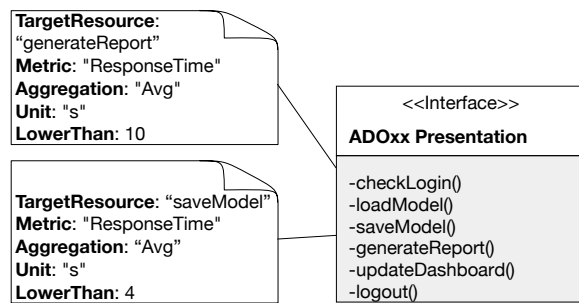 TargetResource:
“generateReport”
Metric: "ResponseTime"
Aggregation: "Avg"
Unit: "s"
LowerThan: 10
TargetResource: “saveModel”
Metric: "ResponseTime"
Aggregation: “Avg”
Unit: "s"
LowerThan: 4
<<Interface>>
ADOxx Presentation
-checkLogin()
-loadModel()
-saveModel()
-generateReport()
-updateDashboard()
-logout()